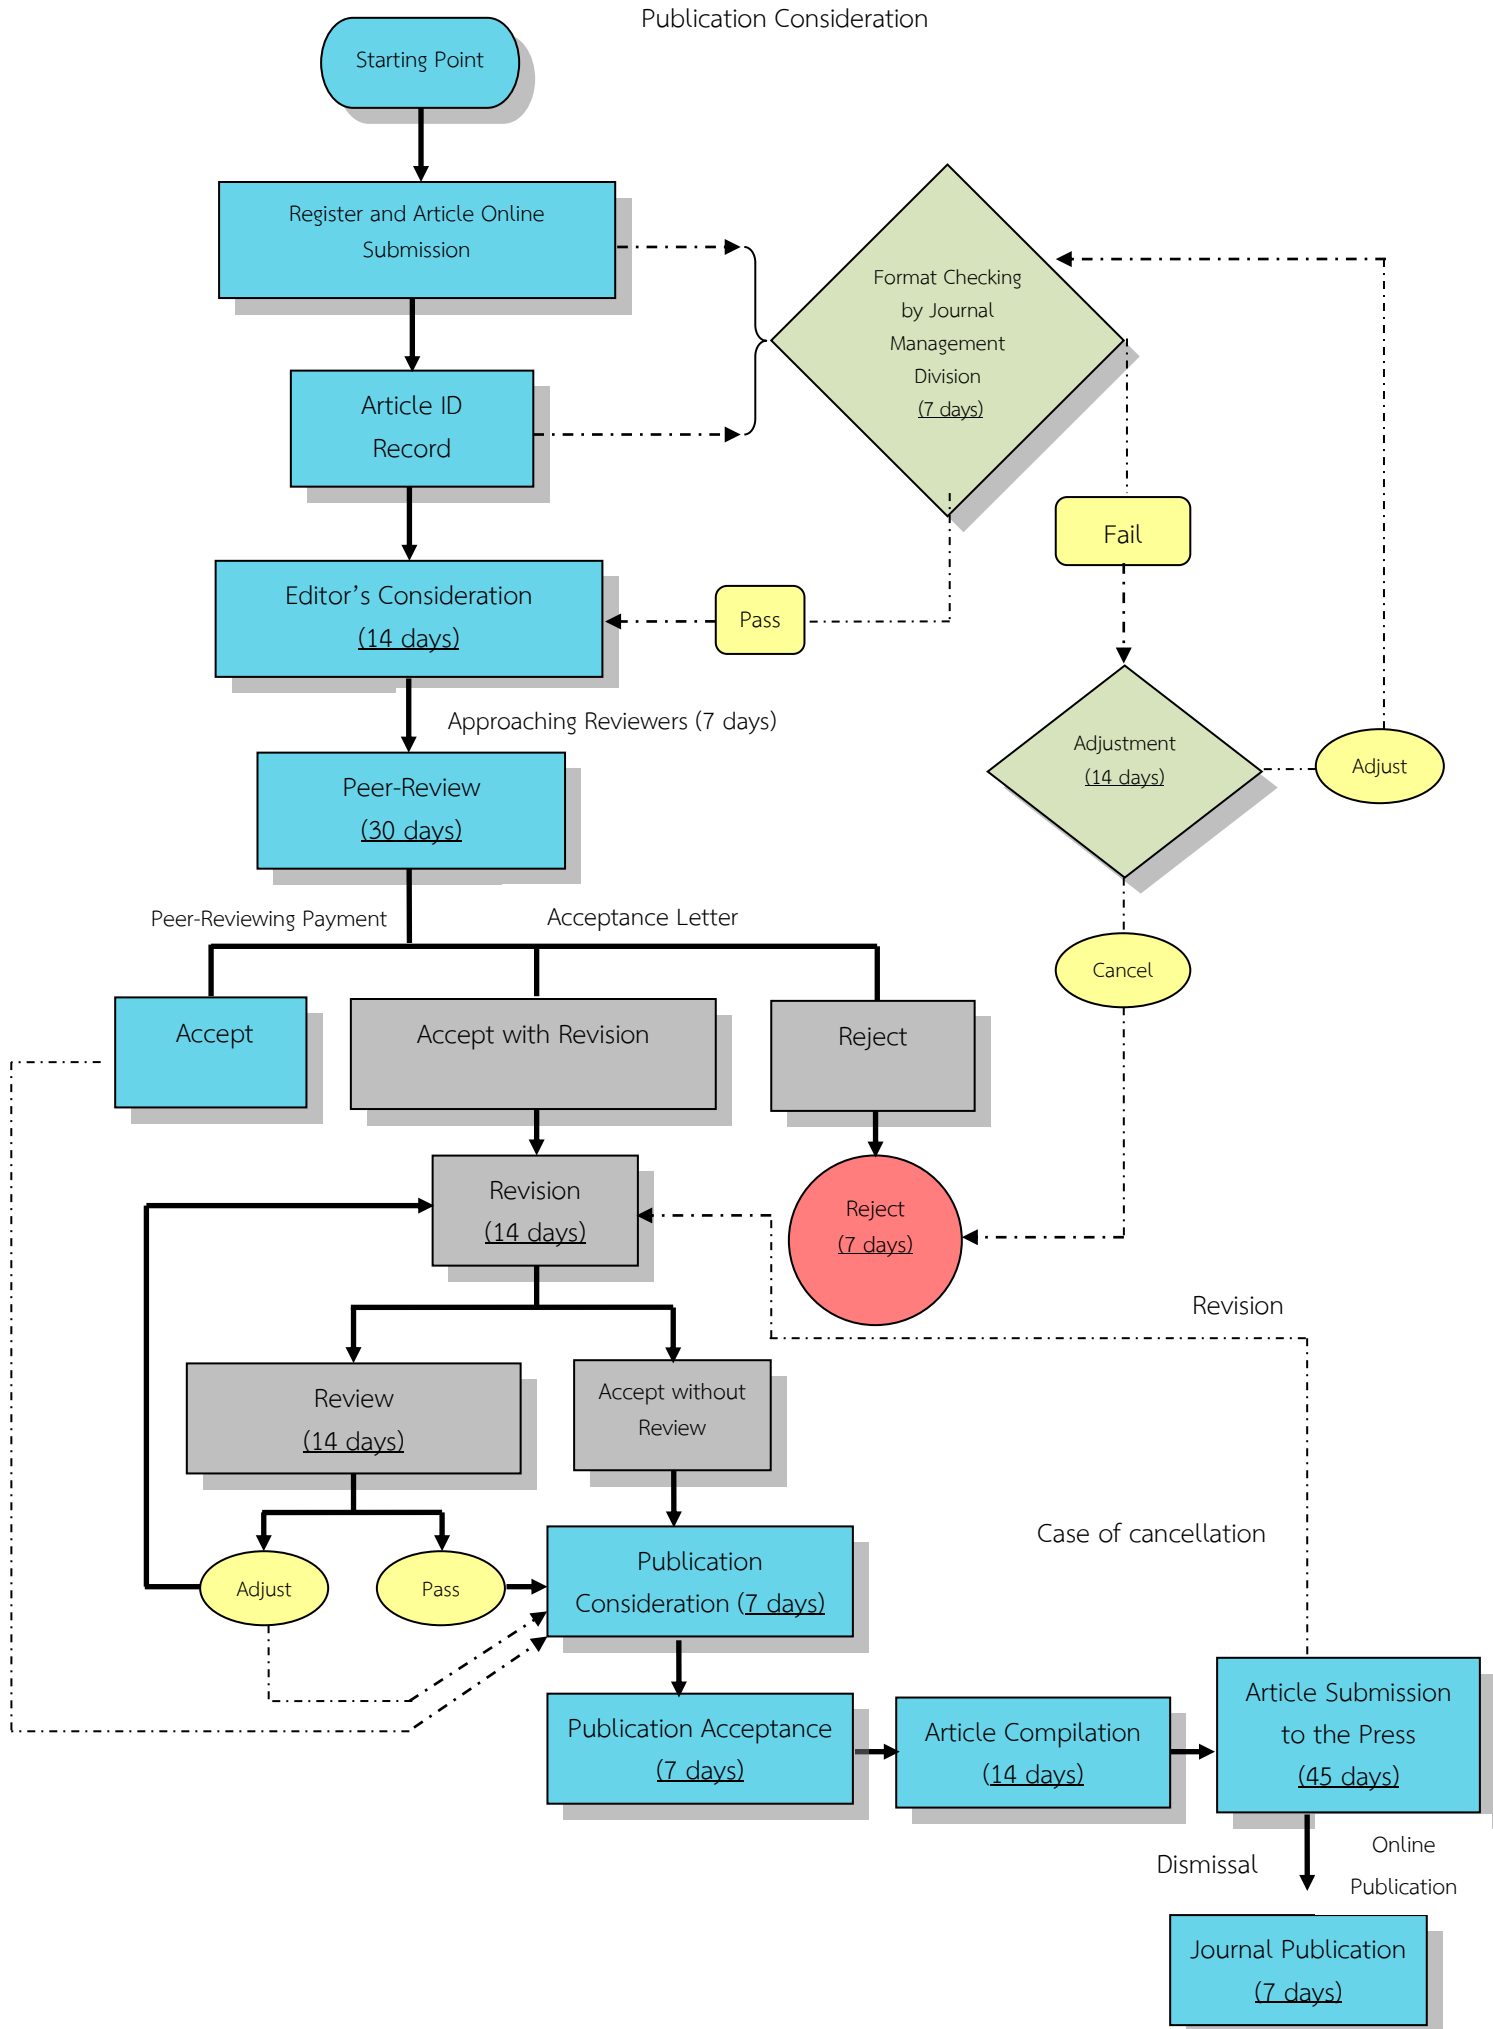 Publication Consideration
Starting Point
Register and Article Online
Submission
Format Checking
by Journal
Management
Division
(7 days)
Article ID
Record
Fail
Editor's Consideration
(14 days)
Pass
Approaching Reviewers (7 days)
Adjustment
(14 days)
Adjust
Peer-Review
(30 days)
Peer-Reviewing Payment
Acceptance Letter
Cancel
Accept
Accept with Revision
Reject
Revision
(14 days)
Reject
(7 days)
Revision
Review
(14 days)
Accept without
Review
Case of cancellation
Adjust
Pass
Publication
Consideration (7 days)
Publication Acceptance
(7 days)
Article Compilation
(14 days)
Article Submission
to the Press
(45 days)
Dismissal
Online
Publication
Journal Publication
(7 days)